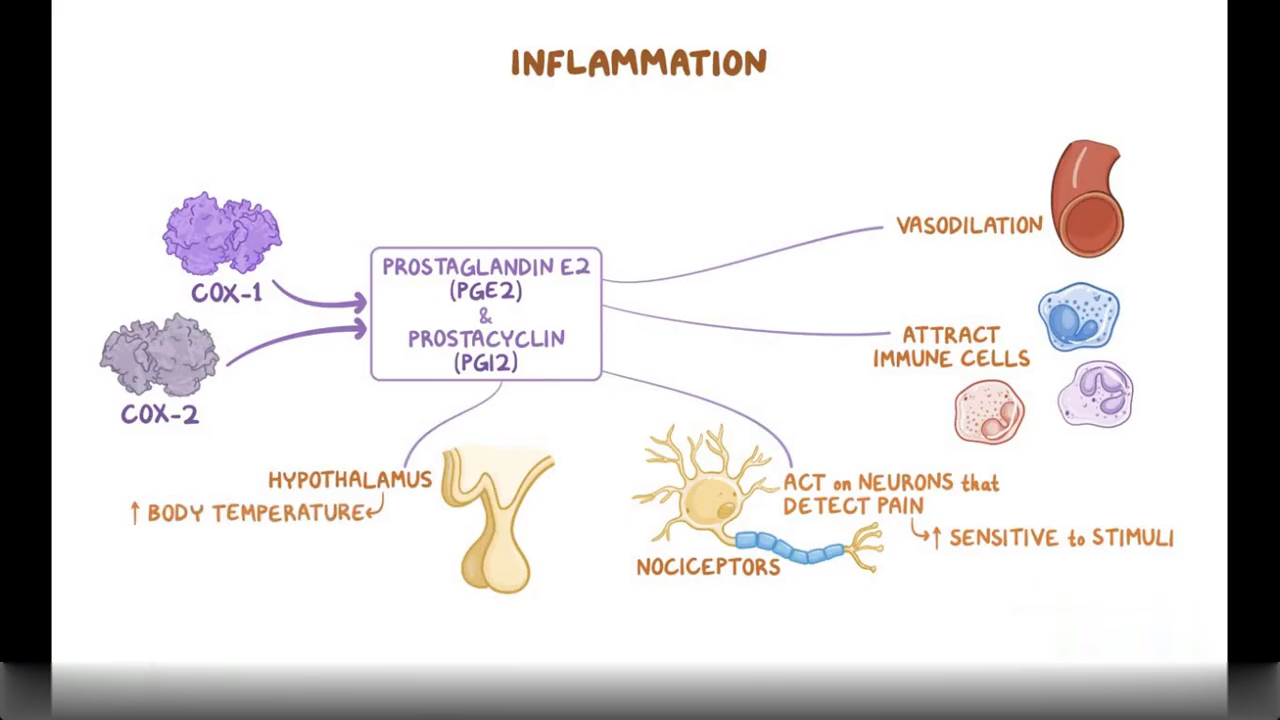 INFLAMMATION
COX-1
COX-2
PROSTAGLANDIN E2
(PGE2)
&
PROSTACYCLIN
(PGI2)
VASODILATION
ATTRACT
IMMUNE CELLS
HYPOTHALAMUS
↑ BODY TEMPERATURE
ACT on NEURONS that
DETECT PAIN
↑ SENSITIVE to STIMULI
NOCICEPTORS